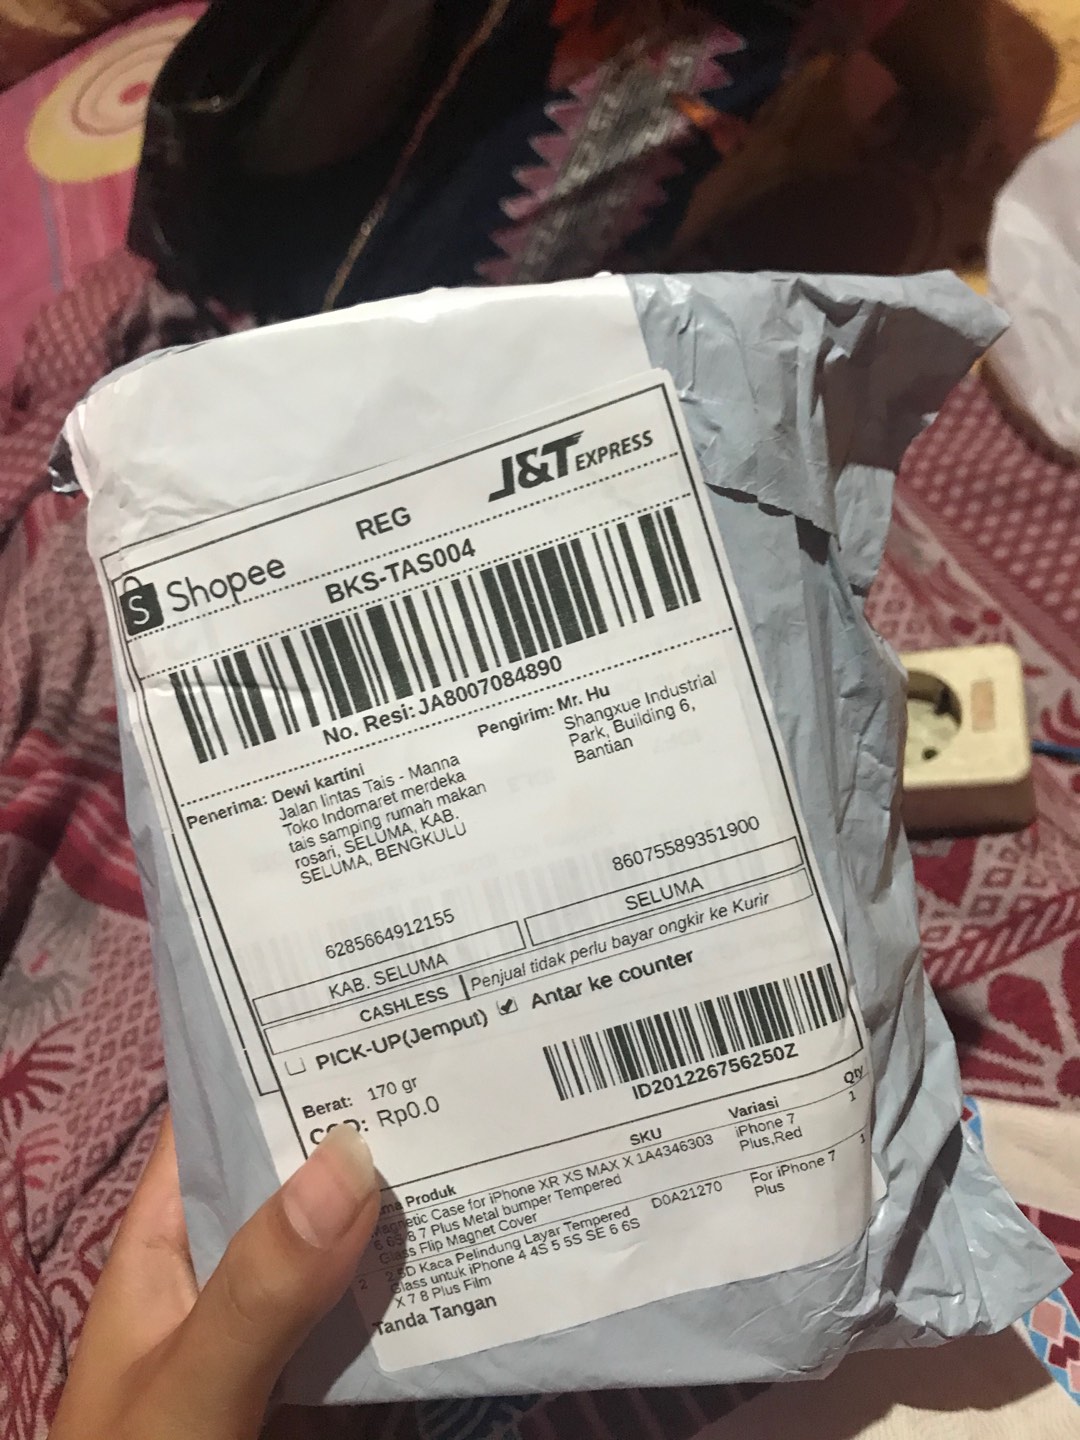 J&T EXPRESS
REG
Shopee
BKS-TAS004
No. Resi: JA8007084890
Penerima: Dewi kartini
Jalan lintas Tais - Manna
Toko Indomaret merdeka
tais samping rumah makan
rosari, SELUMA, KAB.
SELUMA, BENGKULU
6285664912155
Pengirim: Mr. Hu
Shangxue Industrial
Park, Building 6,
Bantian
86075589351900
KAB. SELUMA
SELUMA
CASHLESS
Penjual tidak perlu bayar ongkir ke Kurir
PICK-UP(Jemput)
Antar ke counter
Berat: 170 gr
COD: Rp0.0
ID201226756250Z
Produk SKU Variasi Qty
Magnetic Case for iPhone XR XS MAX X 1A4346303 iPhone 7 1
6 6S 8 7 Plus Metal bumper Tempered Plus,Red
Glass Flip Magnet Cover
2 2.5D Kaca Pelindung Layar Tempered D0A21270 For iPhone 7 1
Glass untuk iPhone 4 4S 5 5S SE 6 6S Plus
X 7 8 Plus Film
Tanda Tangan